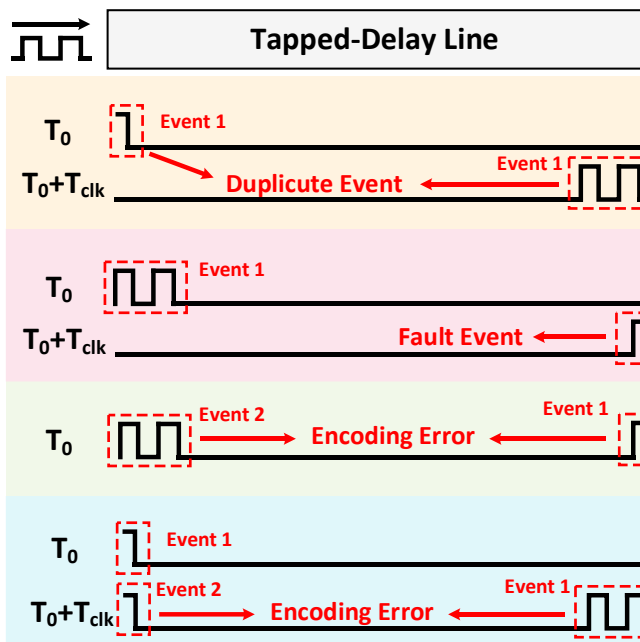 Tapped-Delay Line
T₀
Event 1
T₀+Tclk
Duplicute Event
Event 1
T₀
Event 1
T₀+Tclk
Fault Event
T₀
Event 2
Encoding Error
Event 1
T₀
Event 1
T₀+Tclk
Event 2
Encoding Error
Event 1